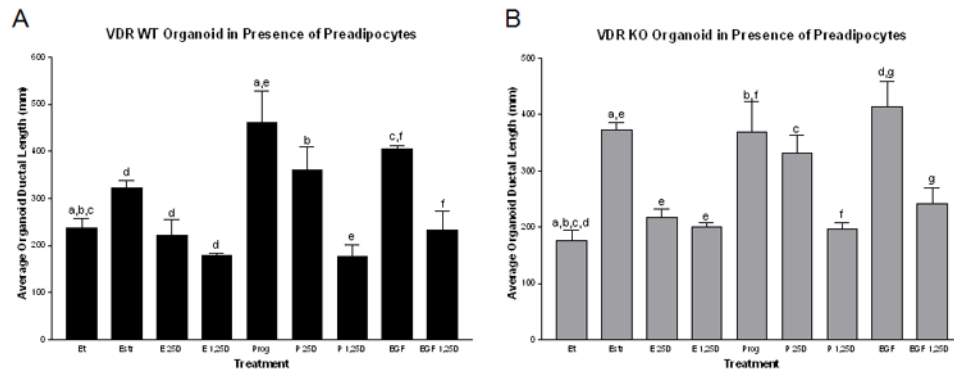 A
VDR WT Organoid in Presence of Preadipocytes
Average Organoid Ductal Length (mm)
600
500
400
300
200
100
0
a,b,c
d
d
d
a,e
b
e
c,f
f
Et
Estr
E 25D
E 1,25D
Prog
P 25D
P 1,25D
EGF
EGF 1,25D
Treatment
B
VDR KO Organoid in Presence of Preadipocytes
Average Organoid Ductal Length (mm)
500
400
300
200
100
0
a,b,c,d
a,e
e
e
b,f
c
f
d,g
g
Et
Estr
E 25D
E 1,25D
Prog
P 25D
P 1,25D
EGF
EGF 1,25D
Treatment